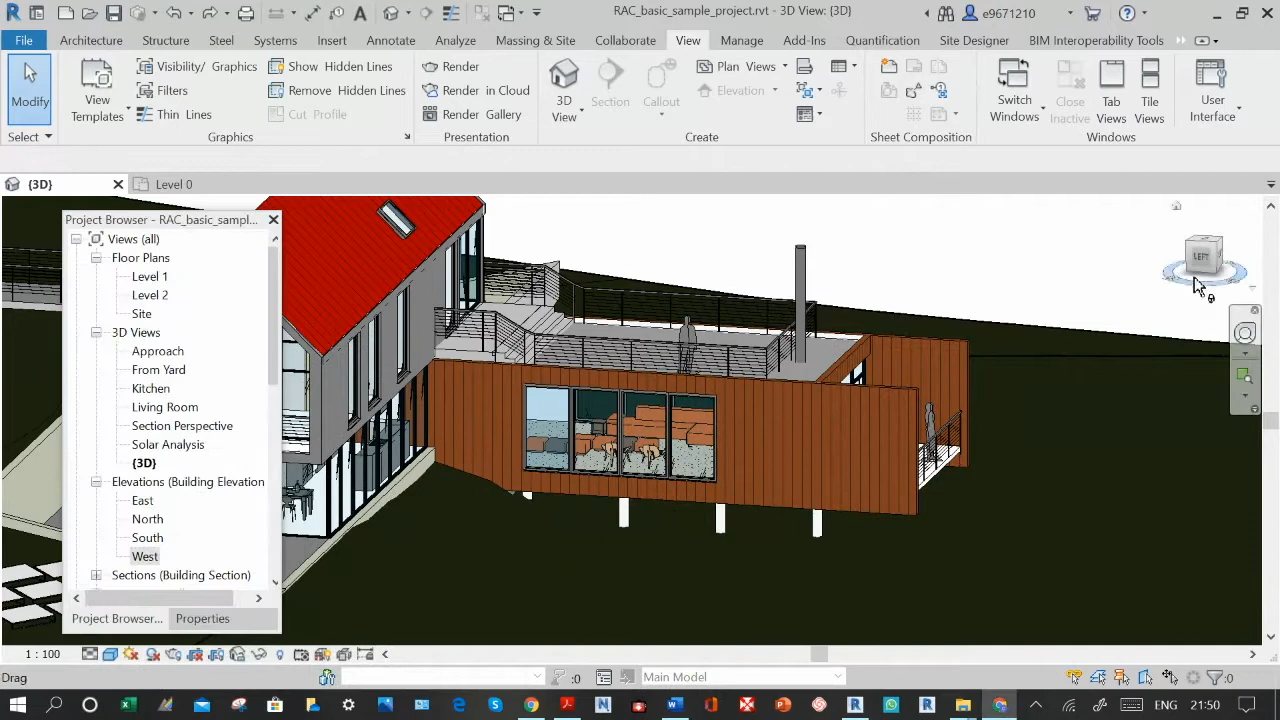 RAC_basic_sample_project.rvt - 3D View: {3D}
e9671210
File Architecture Structure Steel Systems Insert Annotate Analyze Massing & Site Collaborate View Manage Add-Ins Quantification Site Designer BIM Interoperability Tools
Modify
View Templates
Visibility/ Graphics
Filters
Thin Lines
Show Hidden Lines
Remove Hidden Lines
Cut Profile
Render
Render in Cloud
Render Gallery
3D View
Section
Callout
Plan Views
Elevation
Switch Windows
Close Inactive
Tab Views
Tile Views
User Interface
Select
Graphics
Presentation
Create
Sheet Composition
Windows
{3D}
Level 0
Project Browser - RAC_basic_sampl...
Views (all)
Floor Plans
Level 1
Level 2
Site
3D Views
Approach
From Yard
Kitchen
Living Room
Section Perspective
Solar Analysis
{3D}
Elevations (Building Elevation
East
North
South
West
Sections (Building Section)
Project Browser...
Properties
LEFT
1 : 100
Drag
:0
Main Model
:0
ENG
21:50